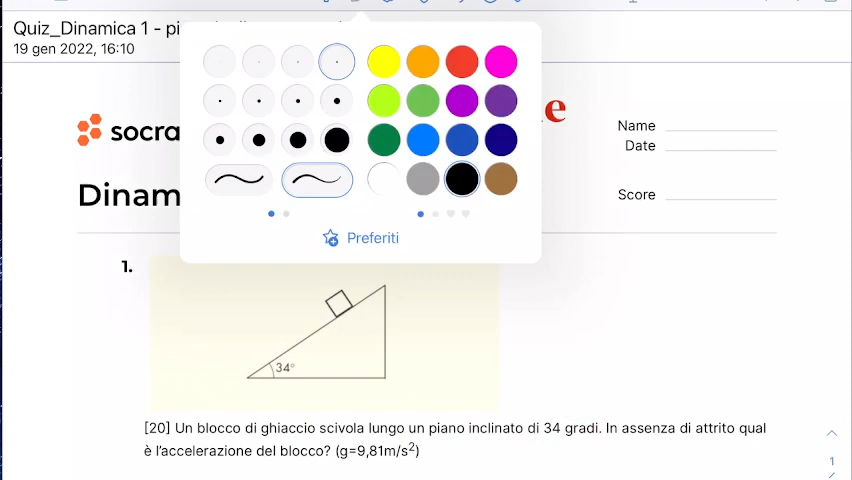 Quiz_Dinamica 1 - pi
19 gen 2022, 16:10
socra
e
Name
Date
Dinam
Score
Preferiti
1.
34°
[20] Un blocco di ghiaccio scivola lungo un piano inclinato di 34 gradi. In assenza di attrito qual
è l'accelerazione del blocco? (g=9,81m/s²)
1